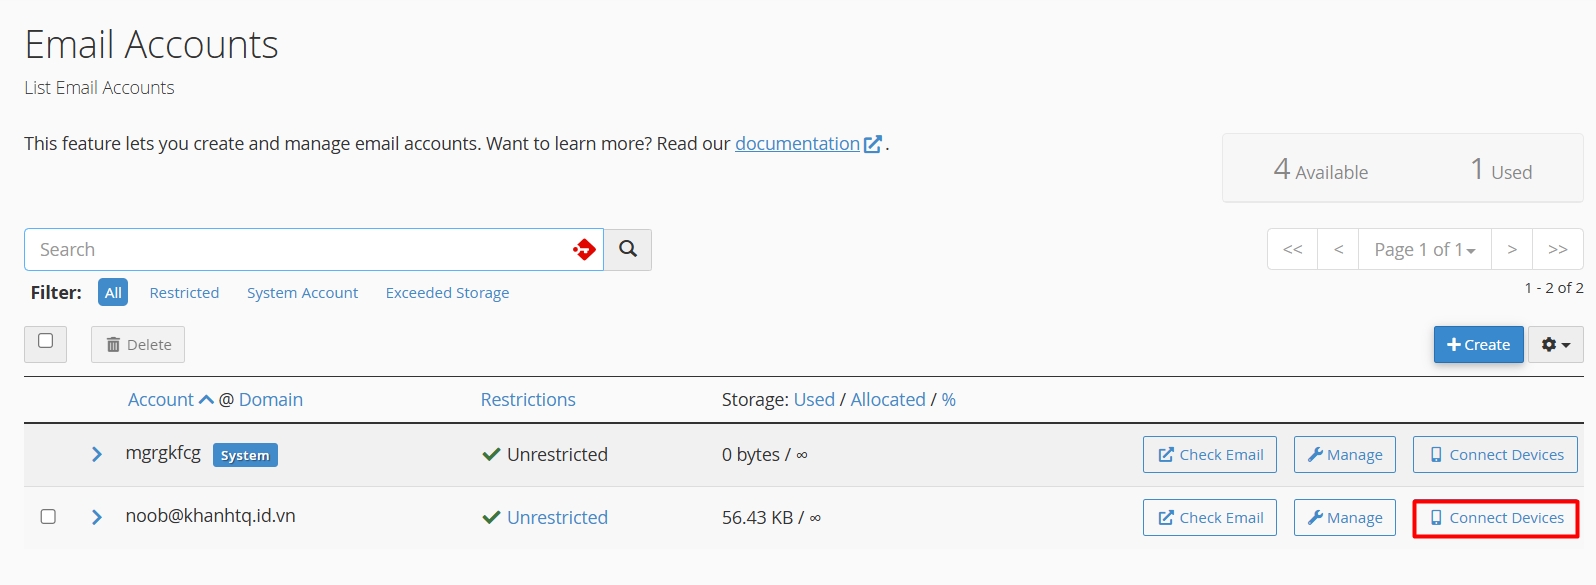 Email Accounts
List Email Accounts
This feature lets you create and manage email accounts. Want to learn more? Read our documentation.
4 Available 1 Used
Search
<< < Page 1 of 1 > >>
Filter: All Restricted System Account Exceeded Storage
1 - 2 of 2
Delete
Create
Account @ Domain Restrictions Storage: Used / Allocated / %
mgrgkfcg System Unrestricted 0 bytes / ∞ Check Email Manage Connect Devices
noob@khanhtq.id.vn Unrestricted 56.43 KB / ∞ Check Email Manage Connect Devices